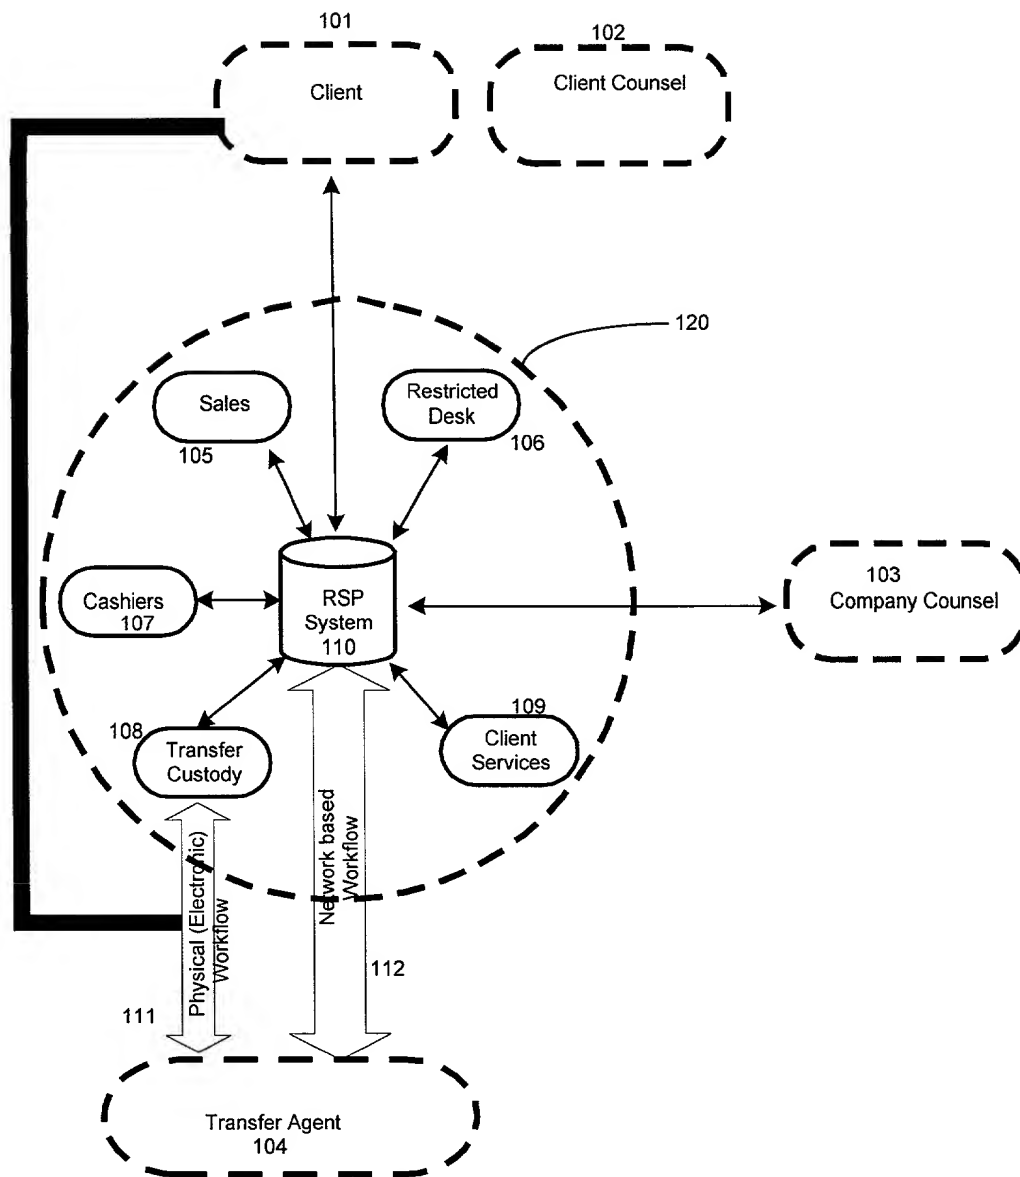 101
102
Client
Client Counsel
120
Sales
Restricted
Desk
105
106
103
Company Counsel
Cashiers
107
RSP
System
110
108
Transfer
Custody
109
Client
Services
Physical (Electronic)
Workflow
Network based
Workflow
111
112
Transfer Agent
104